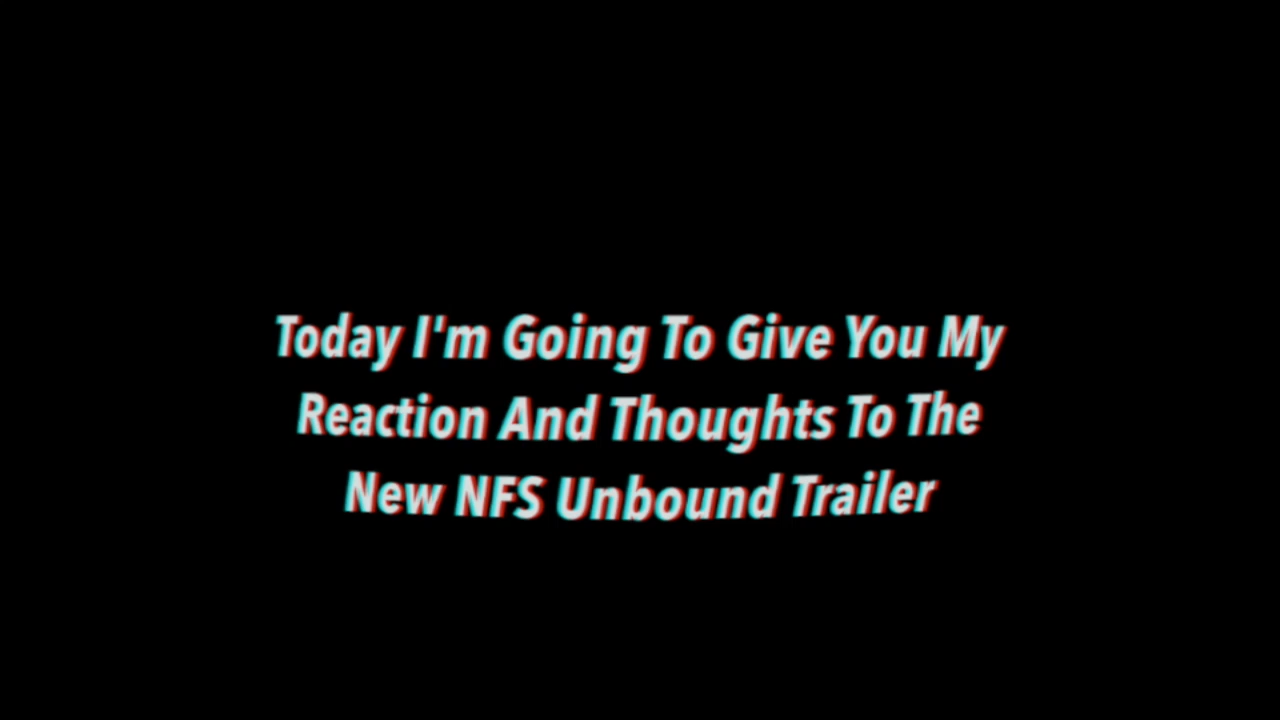 Today I'm Going To Give You My
Reaction And Thoughts To The
New NFS Unbound Trailer